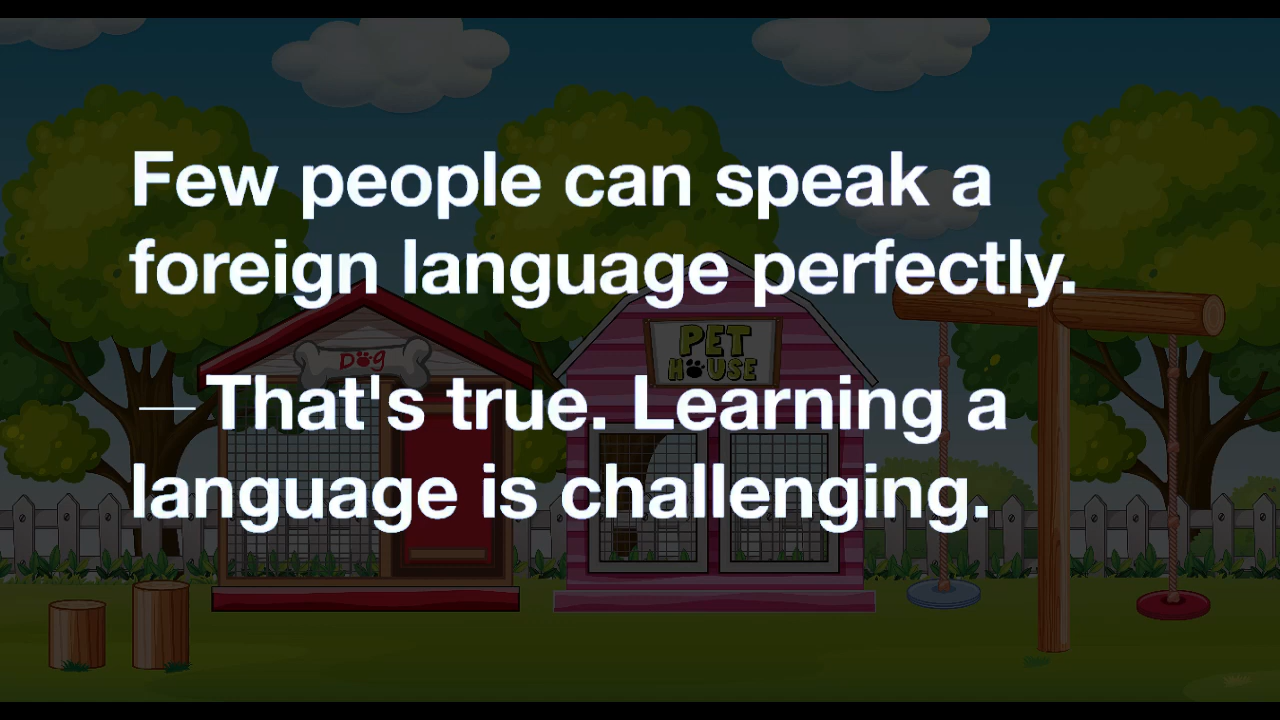 Few people can speak a
foreign language perfectly.
—That's true. Learning a
language is challenging.
Dog
PET
HOUSE